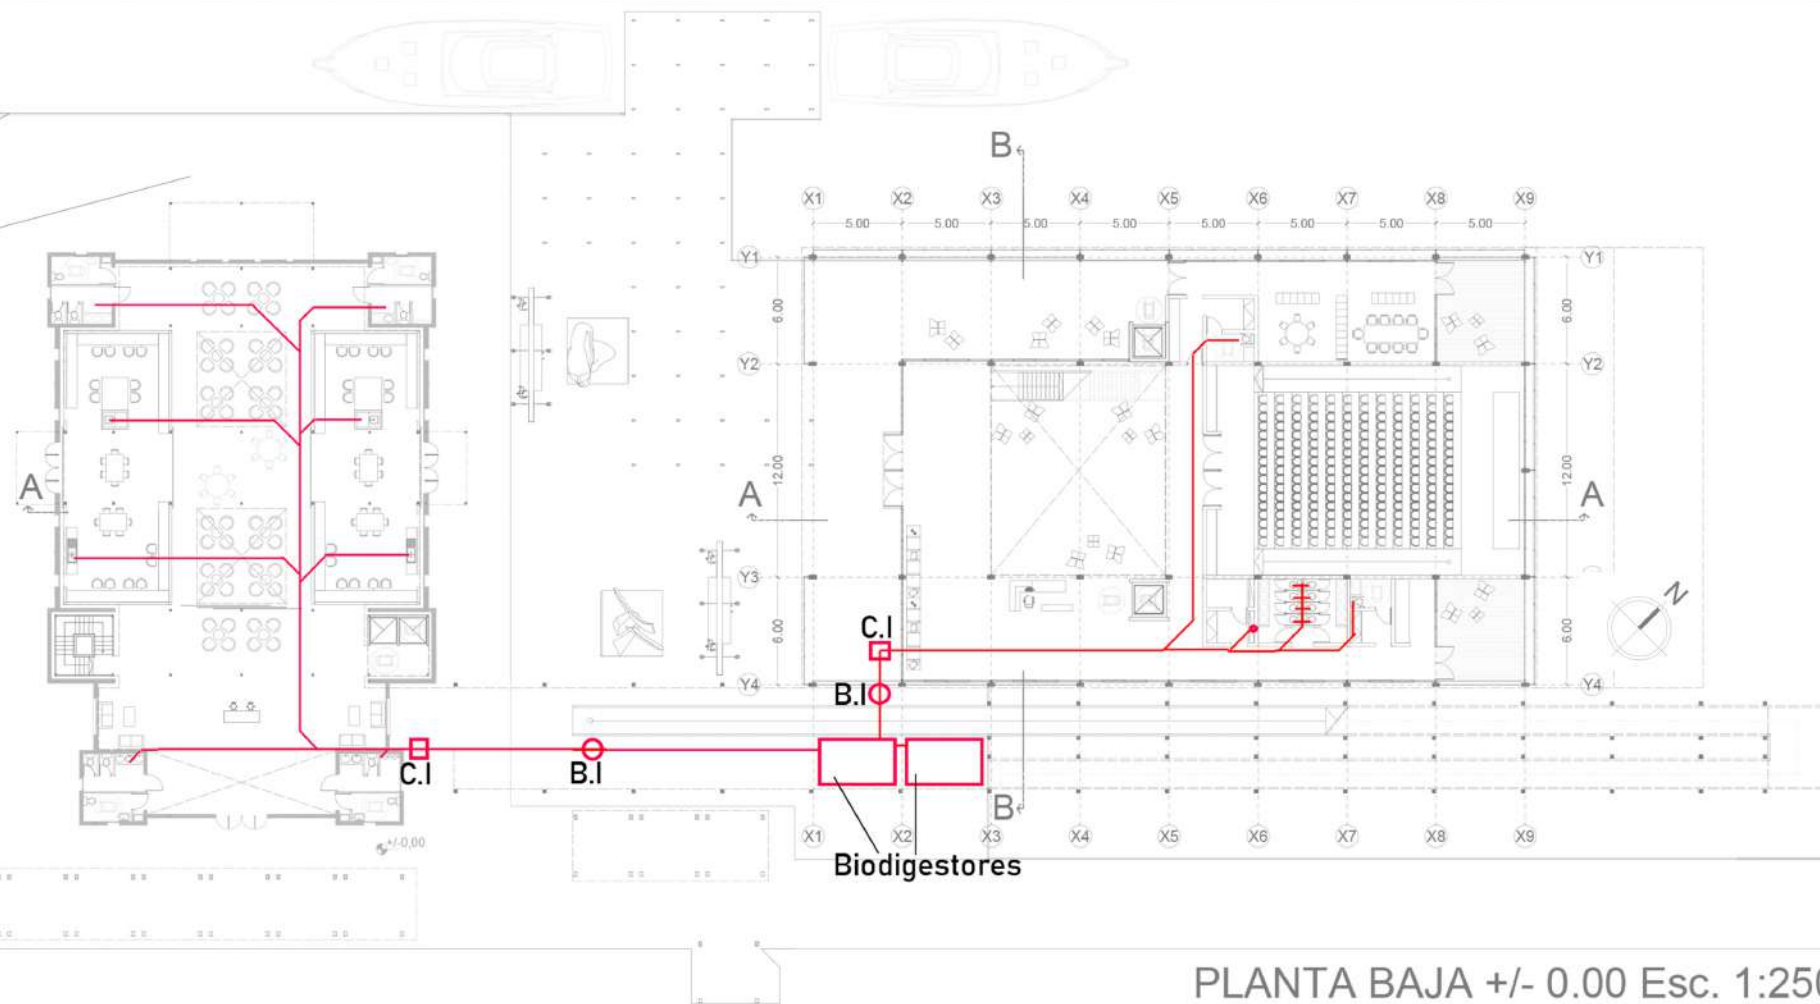 B
X1 X2 X3 X4 X5 X6 X7 X8 X9
5.00 5.00 5.00 5.00 5.00 5.00 5.00 5.00
Y1 Y1
6.00 6.00
Y2 Y2
12.00 12.00
A A A
Y3 Y3
N
6.00 6.00
C.I
Y4 Y4
B.I
C.I B.I
B
X1 X2 X3 X4 X5 X6 X7 X8 X9
+/-0,00
Biodigestores
PLANTA BAJA +/- 0.00 Esc. 1:250